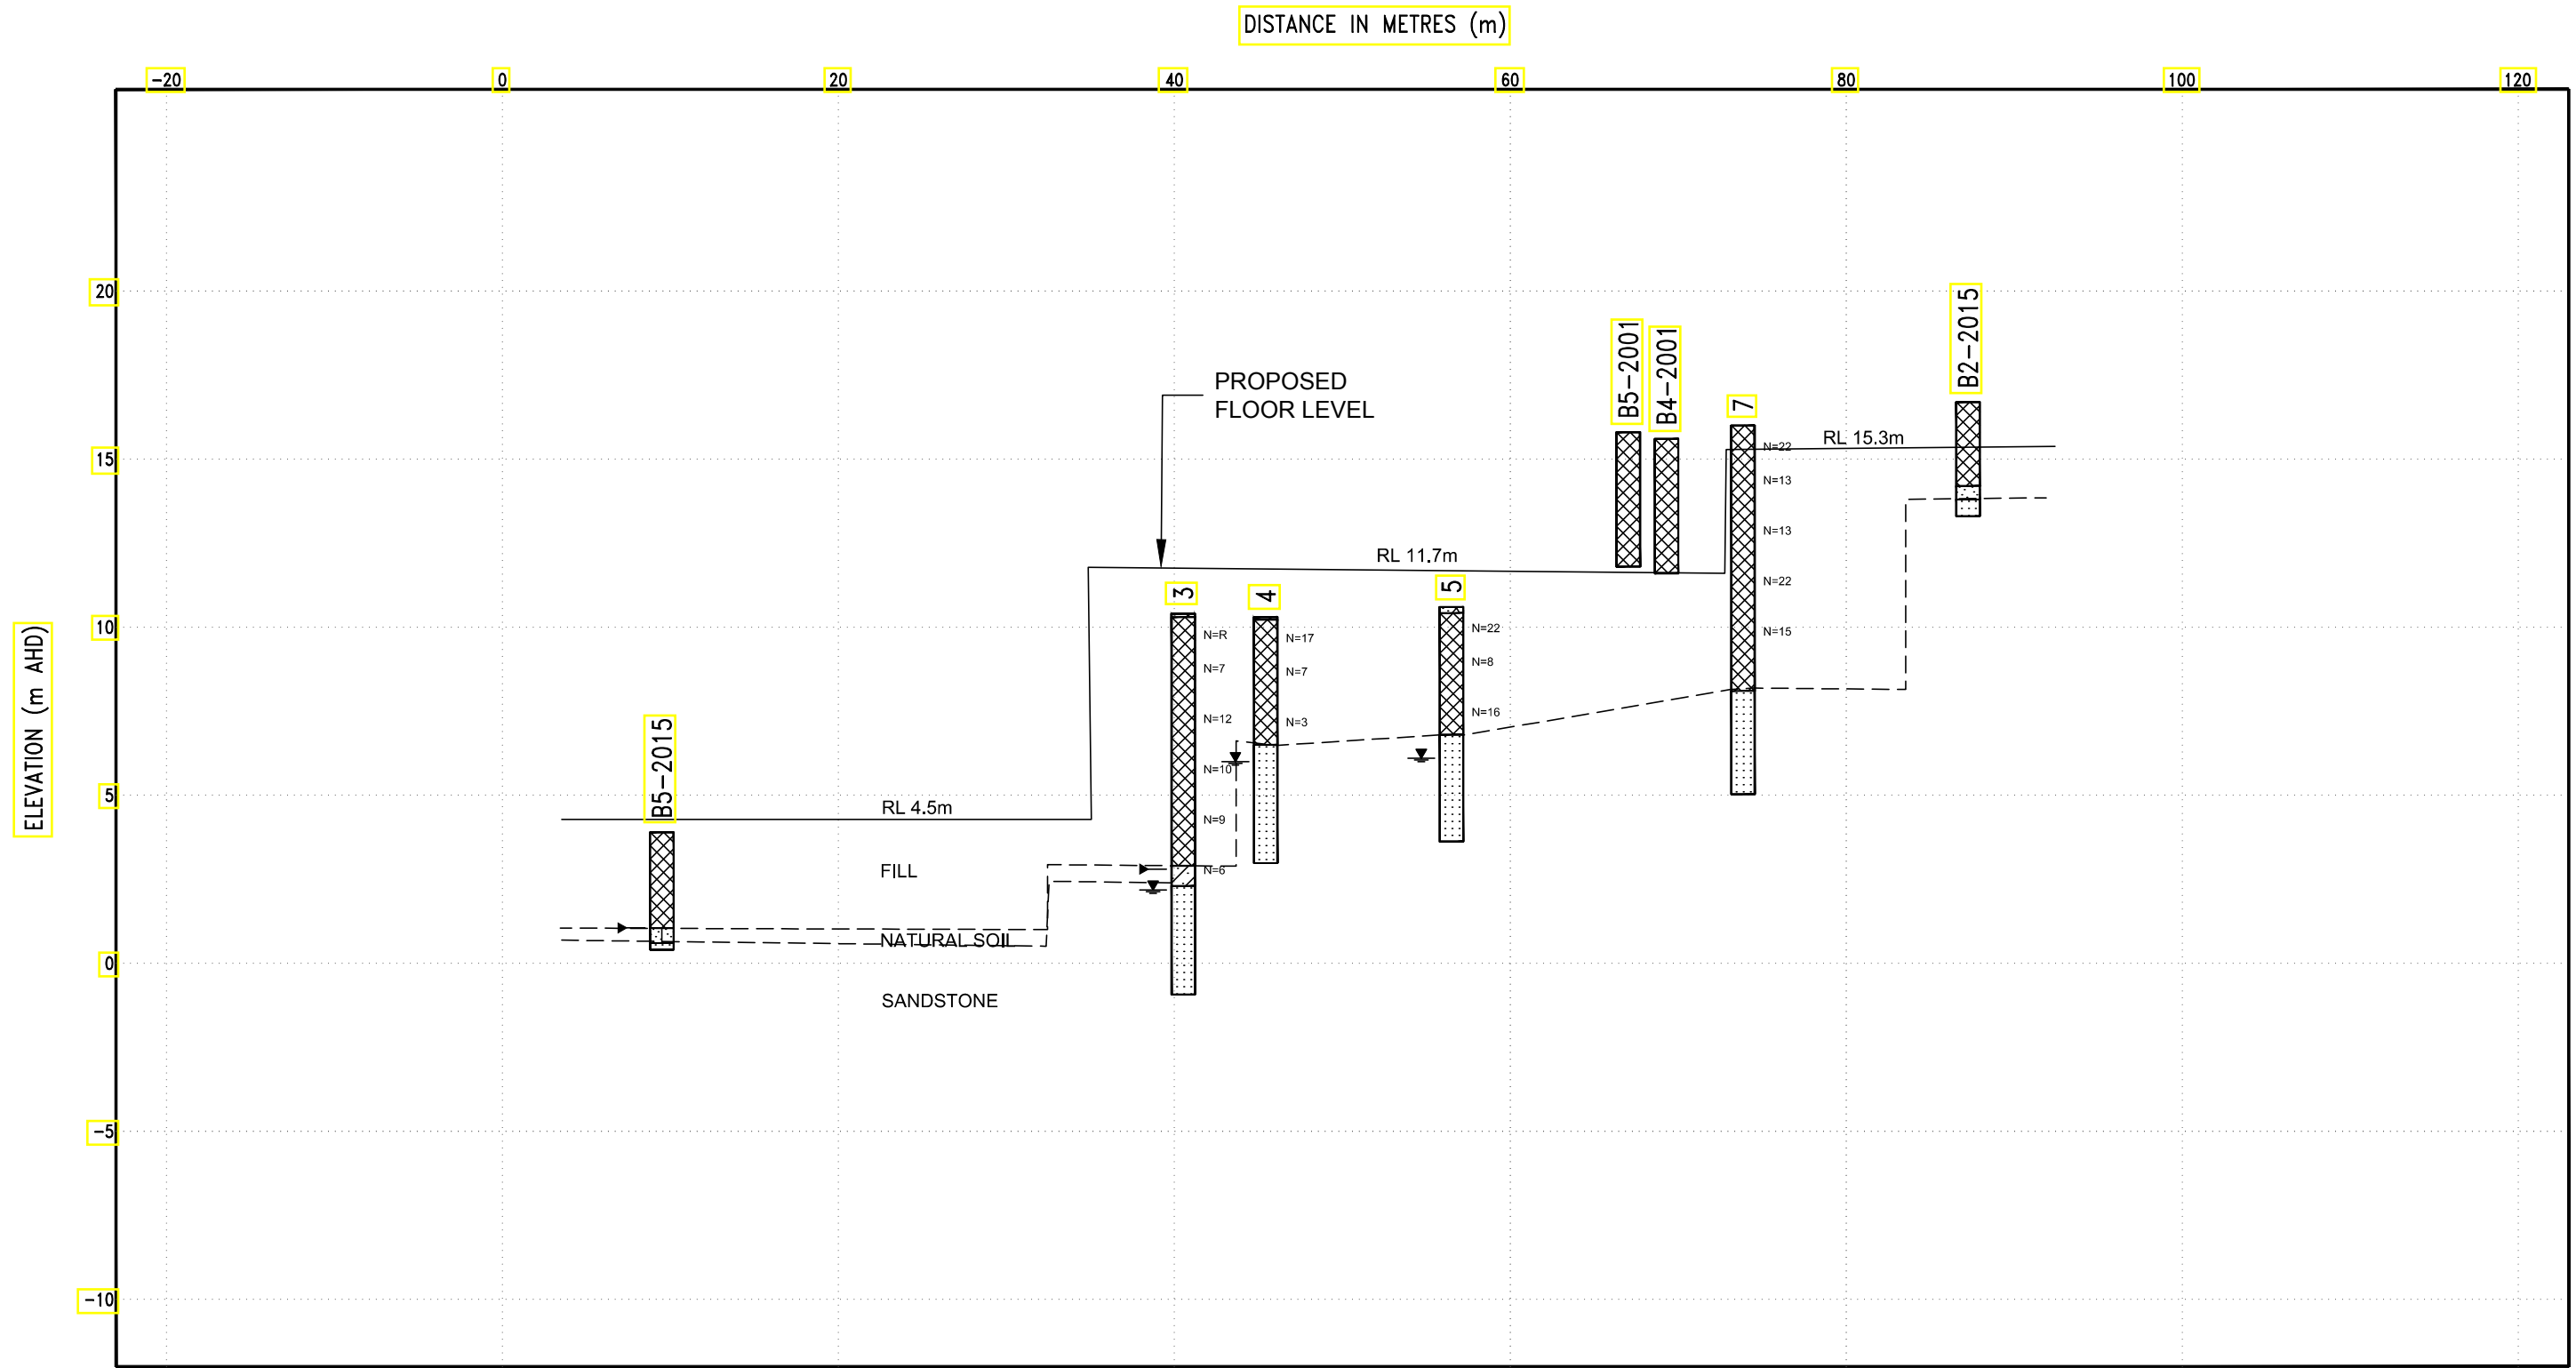 DISTANCE IN METRES (m)
-20 0 20 40 60 80 100 120
20
B5-2001
B4-2001
B2-2015
PROPOSED
FLOOR LEVEL
7
RL 15.3m
15
N=22
N=13
N=13
RL 11.7m
N=22
3
4
5
10
N=R
N=17
N=22
N=15
N=7
N=7
N=8
N=12
N=3
N=16
ELEVATION (m AHD)
B5-2015
N=10
5
RL 4.5m
N=9
FILL
N=6
NATURAL SOIL
0
SANDSTONE
-5
-10